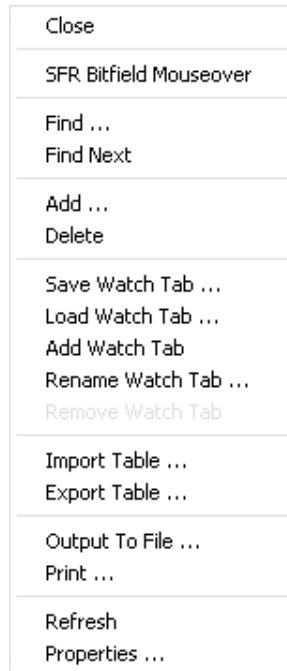 Close
SFR Bitfield Mouseover
Find ...
Find Next
Add ...
Delete
Save Watch Tab ...
Load Watch Tab ...
Add Watch Tab
Rename Watch Tab ...
Remove Watch Tab
Import Table ...
Export Table ...
Output To File ...
Print ...
Refresh
Properties ...